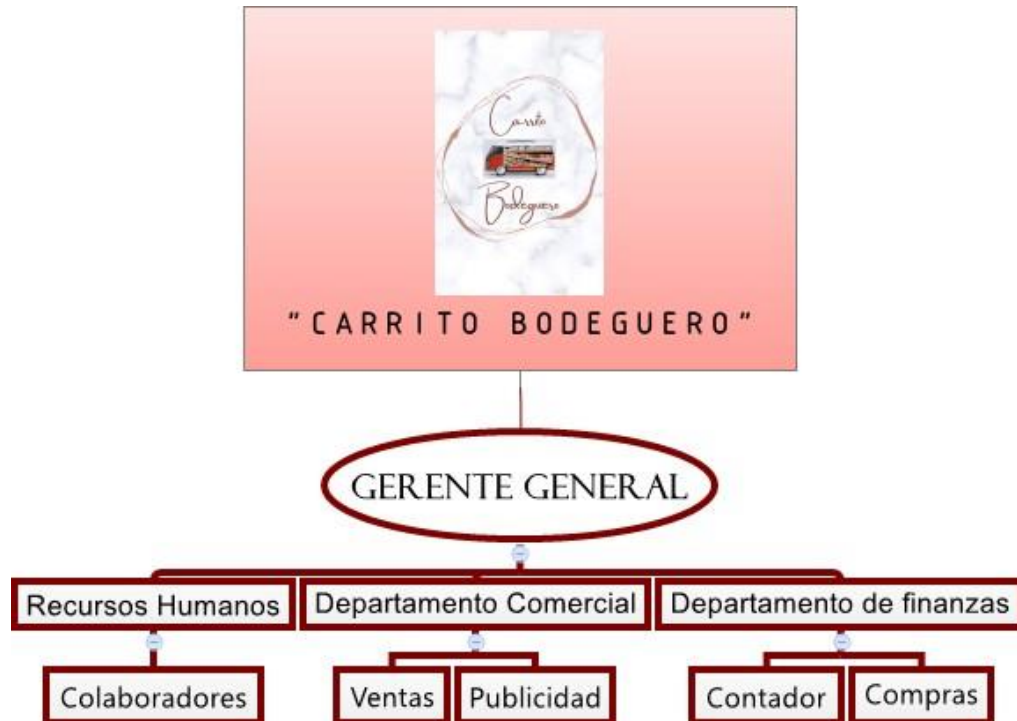 Carrito
Bodeguero
"CARRITO BODEGUERO"
GERENTE GENERAL
Recursos Humanos
Departamento Comercial
Departamento de finanzas
Colaboradores
Ventas
Publicidad
Contador
Compras